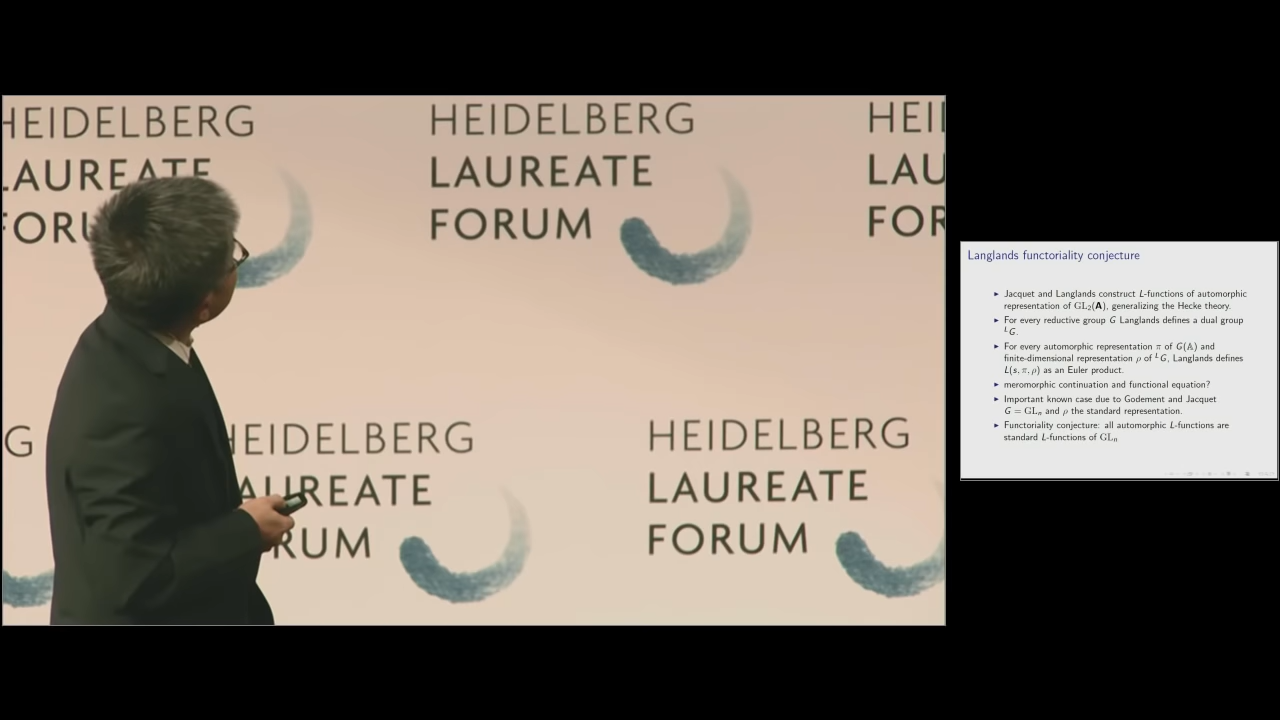 HEIDELBERG
LAUREATE
FORUM
HEIDELBERG
LAUREATE
FORUM
HEI
LAU
FOR
G
HEIDELBERG
LAUREATE
RUM
HEIDELBERG
LAUREATE
FORUM
Langlands functoriality conjecture
► Jacquet and Langlands construct L-functions of automorphic
representation of GL₂(A), generalizing the Hecke theory.
► For every reductive group G Langlands defines a dual group
ᴸG.
► For every automorphic representation π of G(𝔸) and
finite-dimensional representation ρ of ᴸG, Langlands defines
L(s, π, ρ) as an Euler product.
► meromorphic continuation and functional equation?
► Important known case due to Godement and Jacquet
G = GLₙ and ρ the standard representation.
► Functoriality conjecture: all automorphic L-functions are
standard L-functions of GLₙ